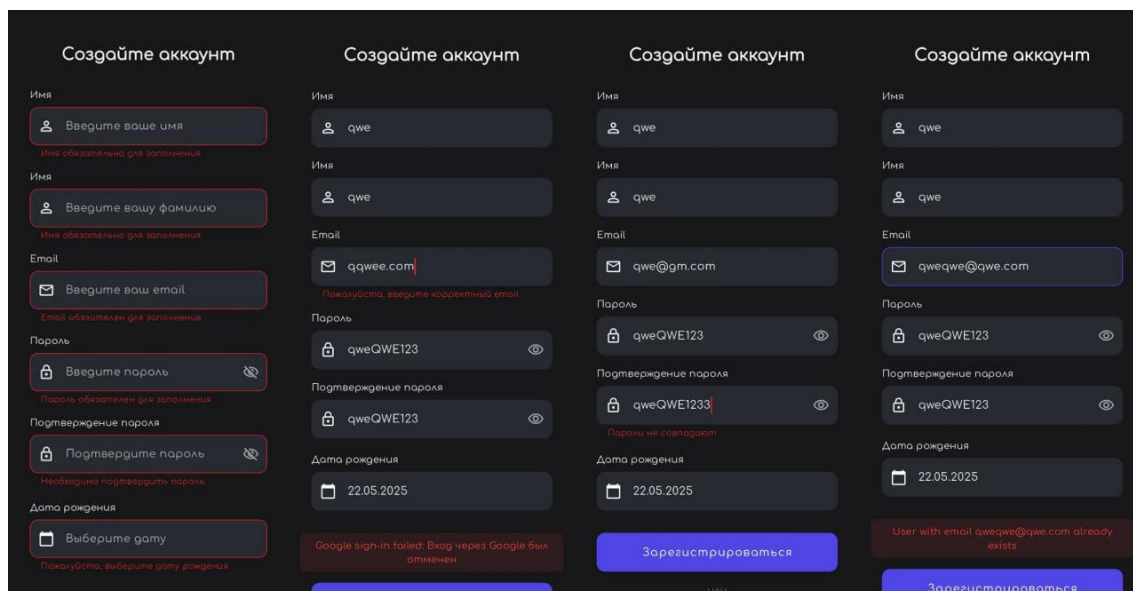 Создайте аккаунт
Имя
Введите ваше имя
Имя обязательно для заполнения
Имя
Введите вашу фамилию
Имя обязательно для заполнения
Email
Введите ваш email
Email обязателен для заполнения
Пароль
Введите пароль
Пароль обязателен для заполнения
Подтверждение пароля
Подтвердите пароль
Необходимо подтвердить пароль
Дата рождения
Выберите дату
Пожалуйста, выберите дату рождения
Создайте аккаунт
Имя
qwe
Имя
qwe
Email
qqwee.com
Пожалуйста, введите корректный email
Пароль
qweQWE123
Подтверждение пароля
qweQWE123
Дата рождения
22.05.2025
Google sign-in failed: Вход через Google был
отменен
Создайте аккаунт
Имя
qwe
Имя
qwe
Email
qwe@gm.com
Пароль
qweQWE123
Подтверждение пароля
qweQWE1233
Пароли не совпадают
Дата рождения
22.05.2025
Зарегистрироваться
Создайте аккаунт
Имя
qwe
Имя
qwe
Email
qweqwe@qwe.com
Пароль
qweQWE123
Подтверждение пароля
qweQWE123
Дата рождения
22.05.2025
User with email qweqwe@qwe.com already
exists
Зарегистрироваться